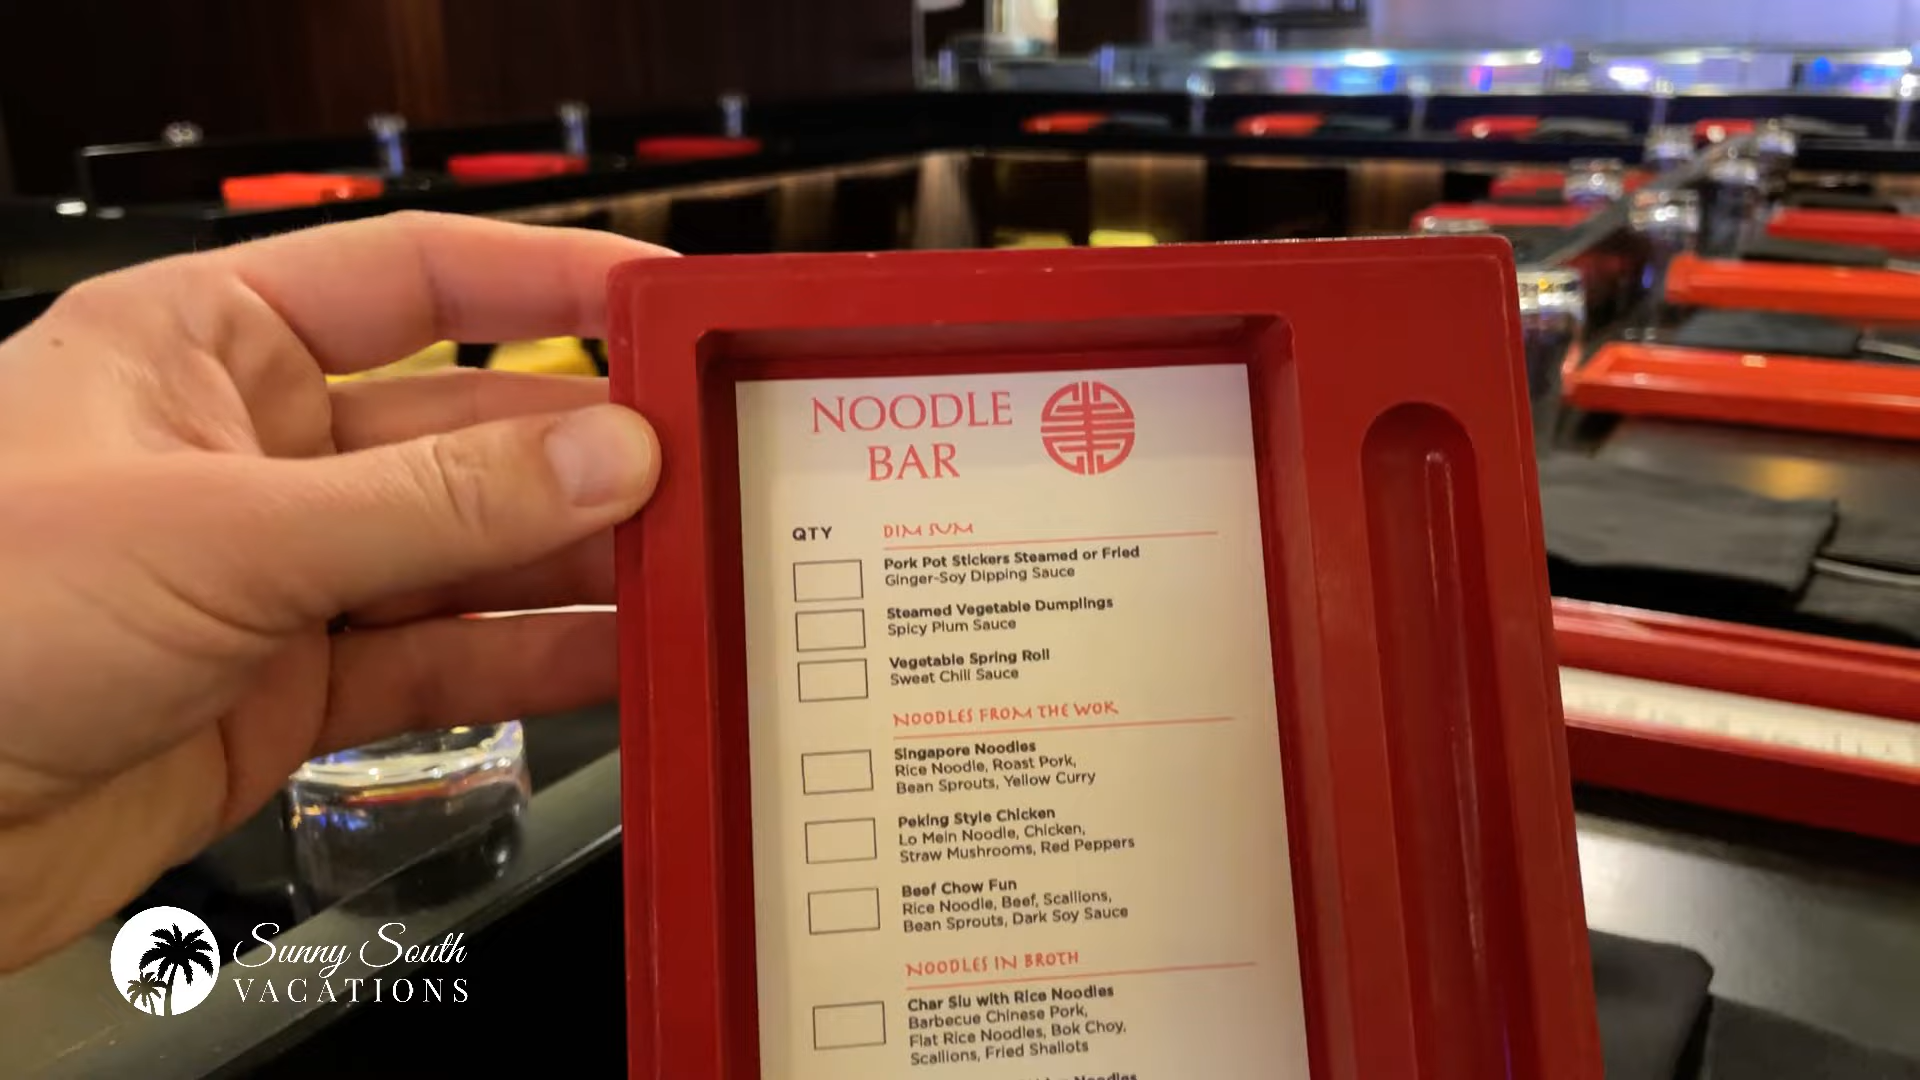 NOODLE
BAR
QTY
DIM SUM
Pork Pot Stickers Steamed or Fried
Ginger-Soy Dipping Sauce
Steamed Vegetable Dumplings
Spicy Plum Sauce
Vegetable Spring Roll
Sweet Chili Sauce
NOODLES FROM THE WOK
Singapore Noodles
Rice Noodle, Roast Pork,
Bean Sprouts, Yellow Curry
Peking Style Chicken
Lo Mein Noodle, Chicken,
Straw Mushrooms, Red Peppers
Beef Chow Fun
Rice Noodle, Beef, Scallions,
Bean Sprouts, Dark Soy Sauce
NOODLES IN BROTH
Char Siu with Rice Noodles
Barbecue Chinese Pork,
Flat Rice Noodles, Bok Choy,
Scallions, Fried Shallots
Noodles
Sunny South
VACATIONS